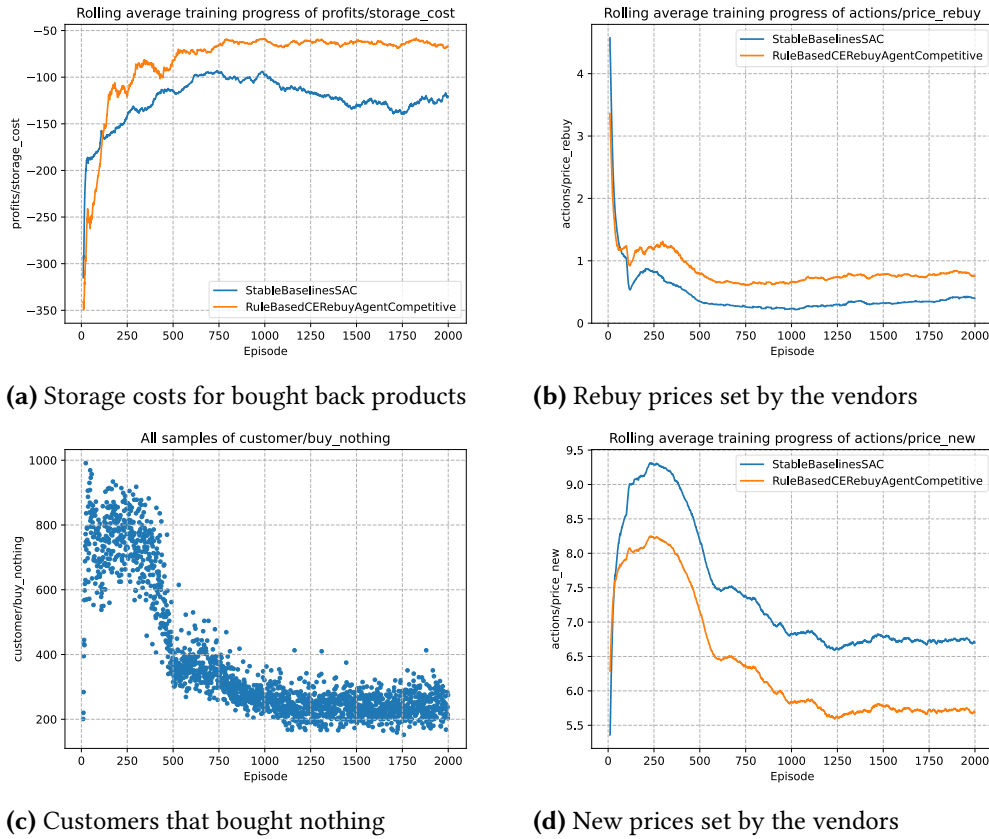 Rolling average training progress of profits/storage_cost
profits/storage_cost
−50
−100
−150
−200
−250
−300
−350
StableBaselinesSAC
RuleBasedCERebuyAgentCompetitive
0 250 500 750 1000 1250 1500 1750 2000
Episode
(a) Storage costs for bought back products
Rolling average training progress of actions/price_rebuy
actions/price_rebuy
4
3
2
1
0
StableBaselinesSAC
RuleBasedCERebuyAgentCompetitive
0 250 500 750 1000 1250 1500 1750 2000
Episode
(b) Rebuy prices set by the vendors
All samples of customer/buy_nothing
customer/buy_nothing
1000
800
600
400
200
0 250 500 750 1000 1250 1500 1750 2000
Episode
(c) Customers that bought nothing
Rolling average training progress of actions/price_new
actions/price_new
9.5
9.0
8.5
8.0
7.5
7.0
6.5
6.0
5.5
StableBaselinesSAC
RuleBasedCERebuyAgentCompetitive
0 250 500 750 1000 1250 1500 1750 2000
Episode
(d) New prices set by the vendors